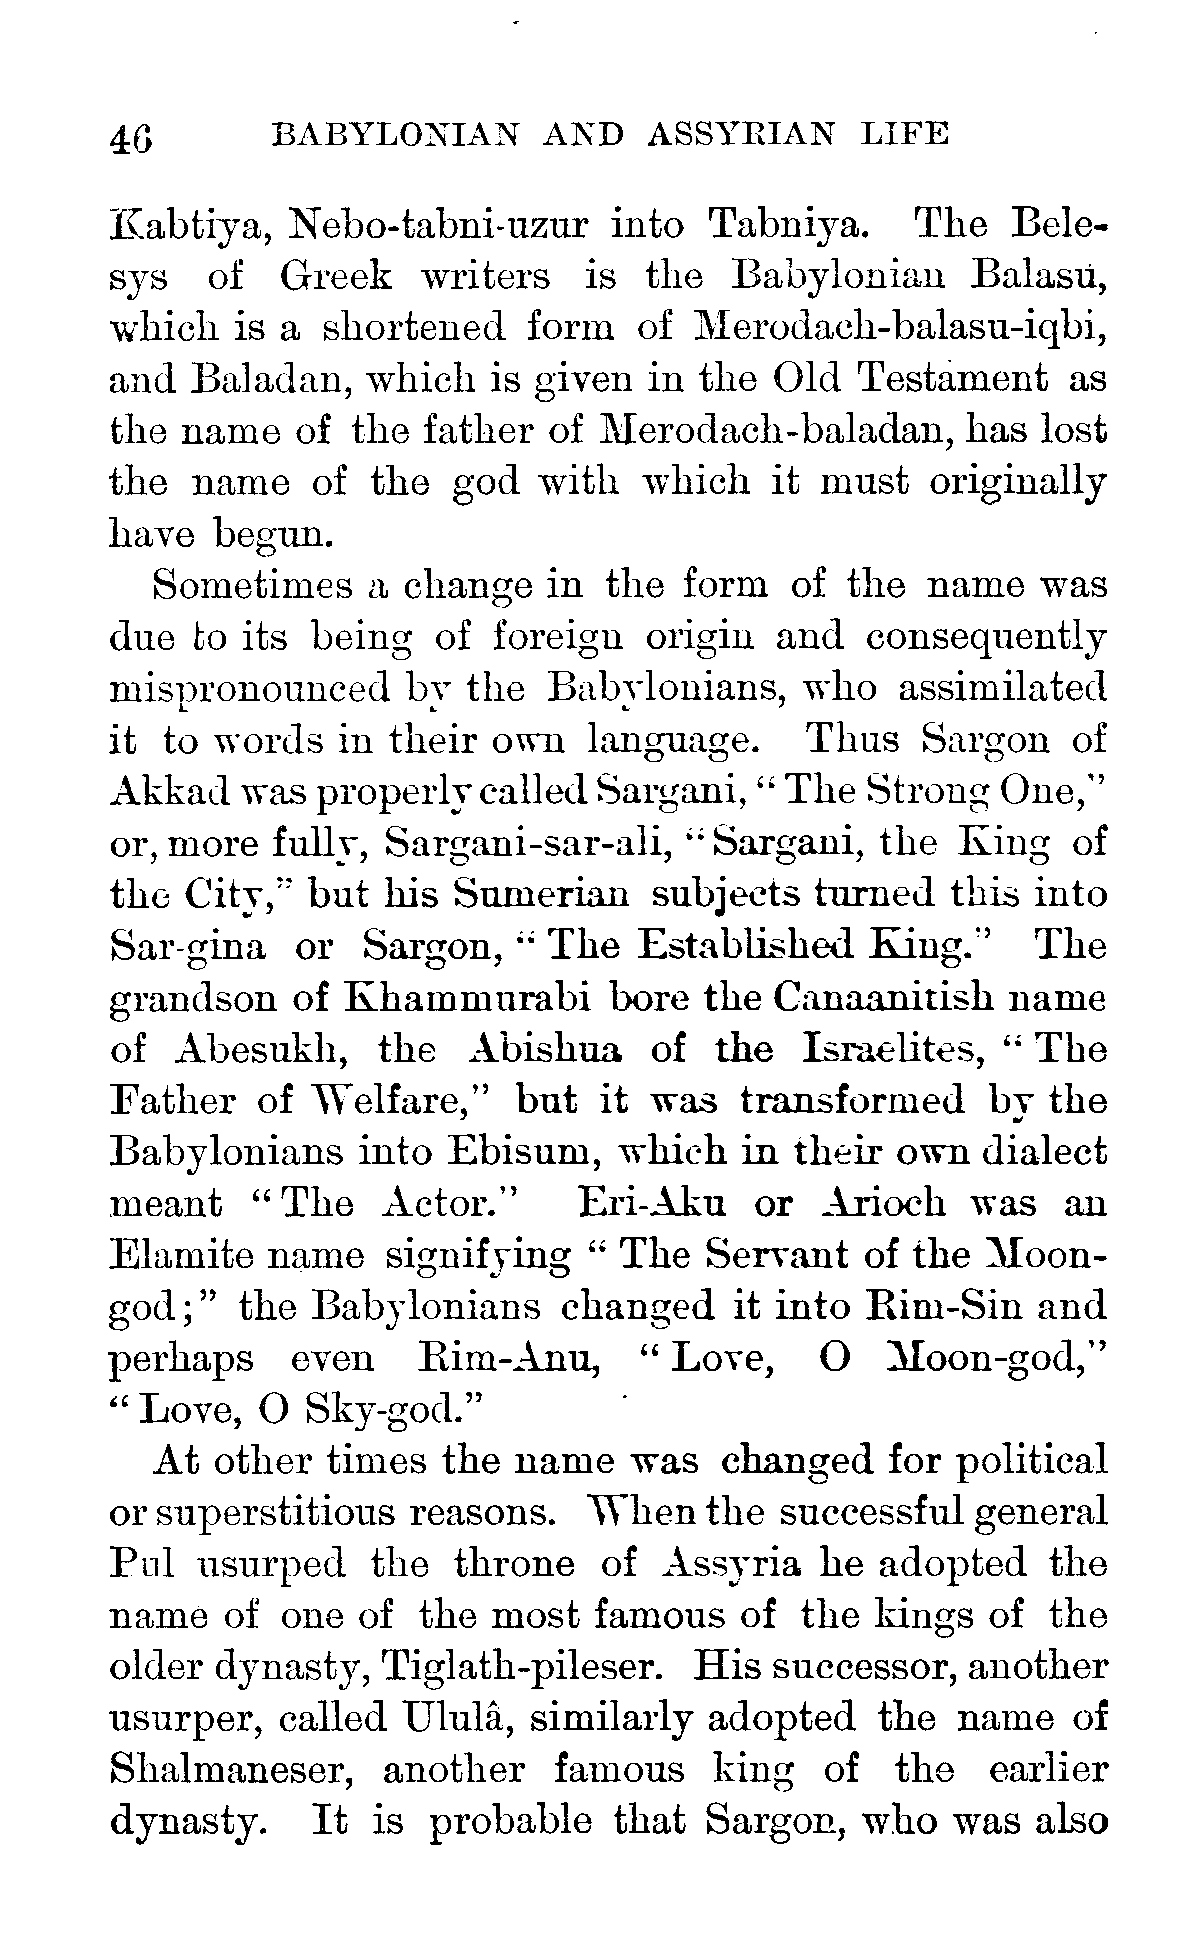 46 BABYLONIAN AND ASSYRIAN LIFE
Kabtiya, Nebo-tabni-uzur into Tabniya. The Bele-
sys of Greek writers is the Babylonian Balasu,
which is a shortened form of Merodach-balasu-iqbi,
and Baladan, which is given in the Old Testament as
the name of the father of Merodach-baladan, has lost
the name of the god with which it must originally
have begun.
Sometimes a change in the form of the name was
due to its being of foreign origin and consequently
mispronounced by the Babylonians, who assimilated
it to words in their own language. Thus Sargon of
Akkad was properly called Sargani, “The Strong One,”
or, more fully, Sargani-sar-ali, “Sargani, the King of
the City,” but his Sumerian subjects turned this into
Sar-gina or Sargon, “The Established King.” The
grandson of Khammurabi bore the Canaanitish name
of Abesukh, the Abishua of the Israelites, “The
Father of Welfare,” but it was transformed by the
Babylonians into Ebisum, which in their own dialect
meant “The Actor.” Eri-Aku or Arioch was an
Elamite name signifying “The Servant of the Moon-
god;” the Babylonians changed it into Rim-Sin and
perhaps even Rim-Anu, “Love, O Moon-god,”
“Love, O Sky-god.”
At other times the name was changed for political
or superstitious reasons. When the successful general
Pul usurped the throne of Assyria he adopted the
name of one of the most famous of the kings of the
older dynasty, Tiglath-pileser. His successor, another
usurper, called Ululâ, similarly adopted the name of
Shalmaneser, another famous king of the earlier
dynasty. It is probable that Sargon, who was also